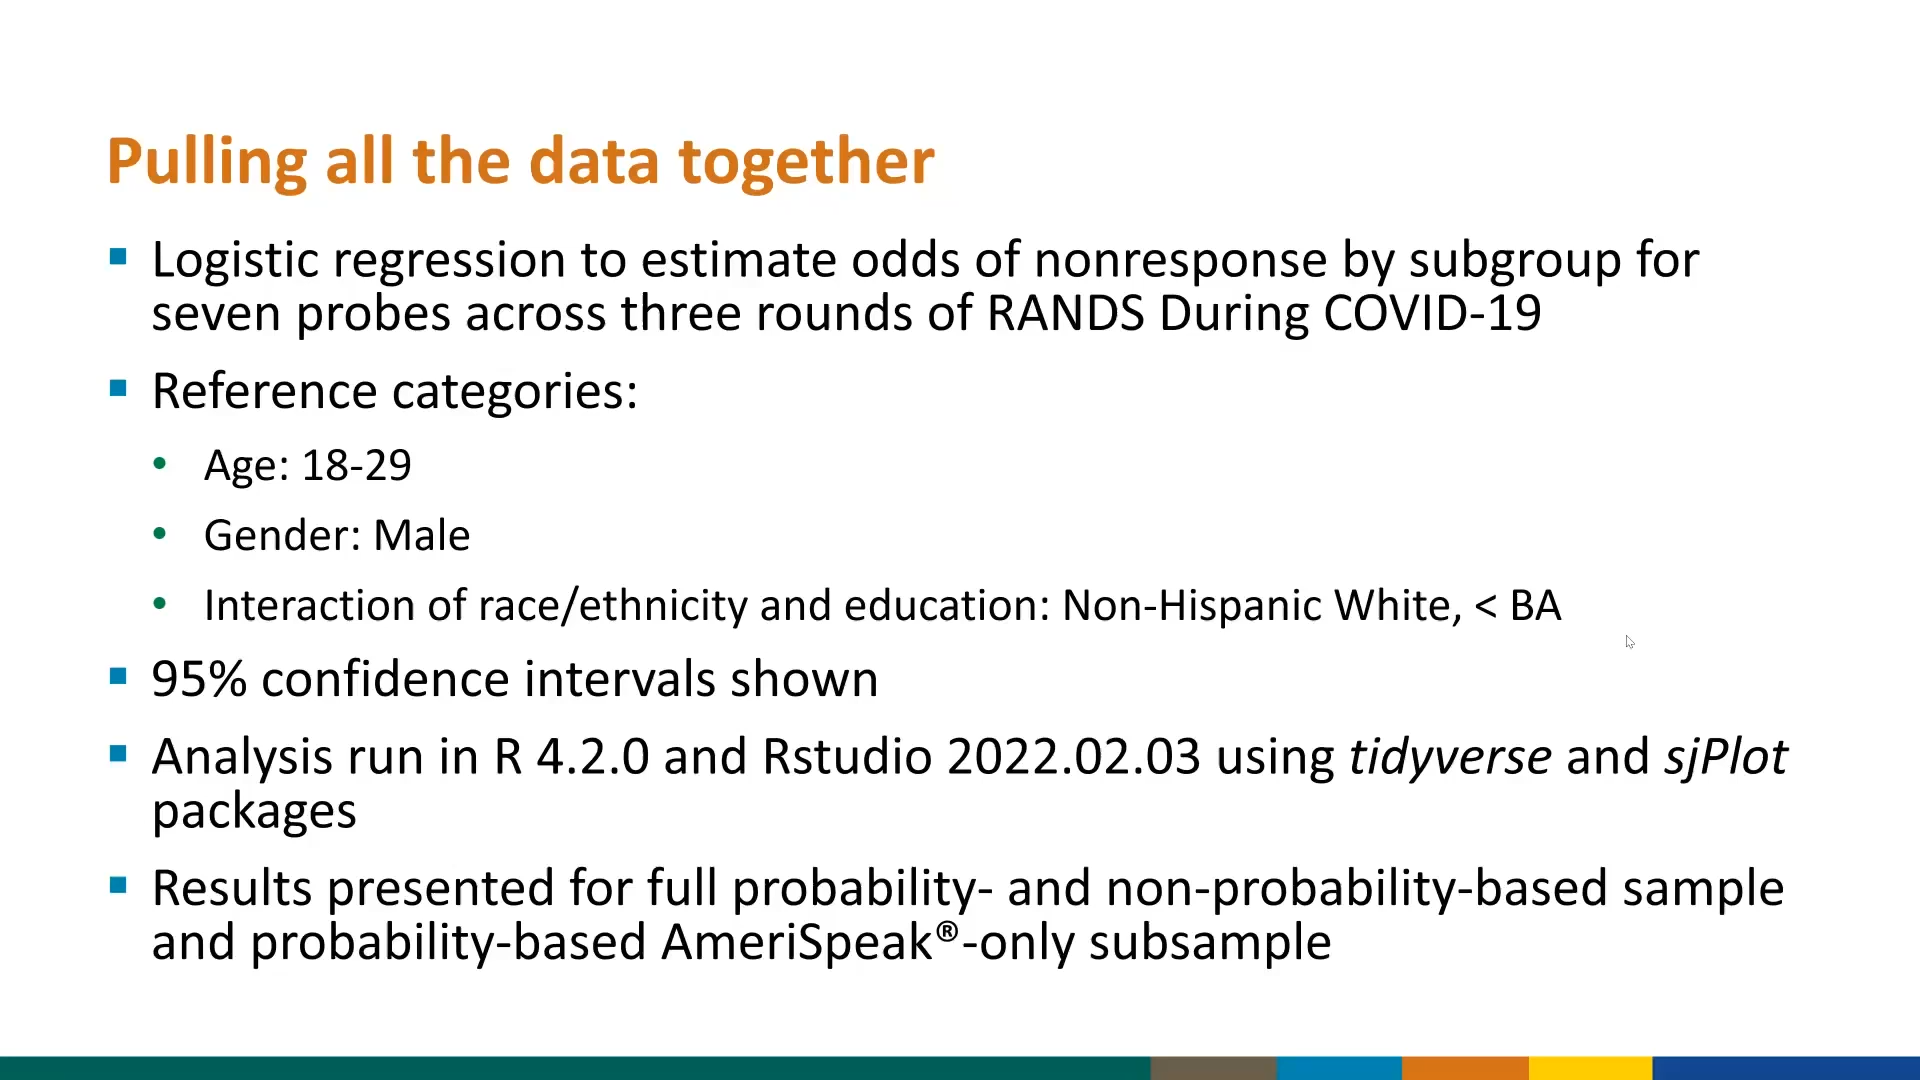 Pulling all the data together
Logistic regression to estimate odds of nonresponse by subgroup for
seven probes across three rounds of RANDS During COVID-19
Reference categories:
Age: 18-29
Gender: Male
Interaction of race/ethnicity and education: Non-Hispanic White, < BA
95% confidence intervals shown
Analysis run in R 4.2.0 and Rstudio 2022.02.03 using tidyverse and sjPlot
packages
Results presented for full probability- and non-probability-based sample
and probability-based AmeriSpeak®-only subsample